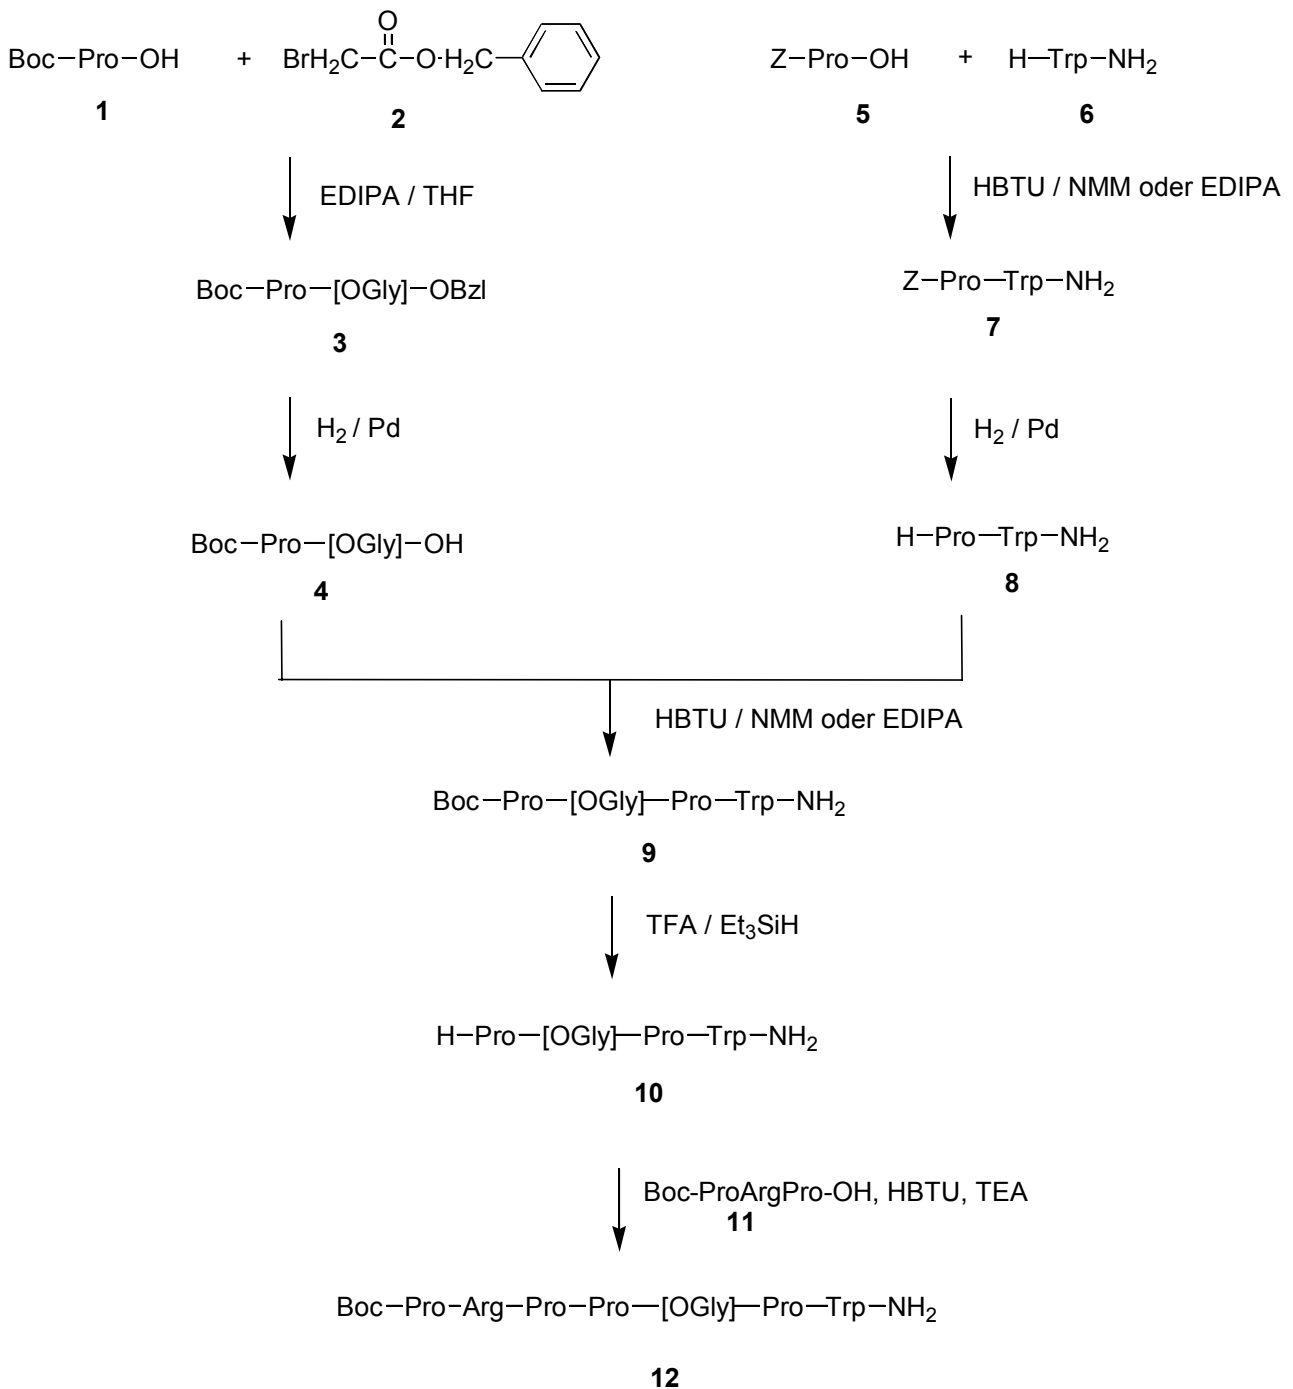 Boc–Pro–OH + BrH₂C–C–O–H₂C Z–Pro–OH + H–Trp–NH₂
O
1 2 5 6
EDIPA / THF HBTU / NMM oder EDIPA
Boc–Pro–[OGly]–OBzl Z–Pro–Trp–NH₂
3 7
H₂ / Pd H₂ / Pd
Boc–Pro–[OGly]–OH H–Pro–Trp–NH₂
4 8
HBTU / NMM oder EDIPA
Boc–Pro–[OGly]–Pro–Trp–NH₂
9
TFA / Et₃SiH
H–Pro–[OGly]–Pro–Trp–NH₂
10
Boc-ProArgPro-OH, HBTU, TEA
11
Boc–Pro–Arg–Pro–Pro–[OGly]–Pro–Trp–NH₂
12